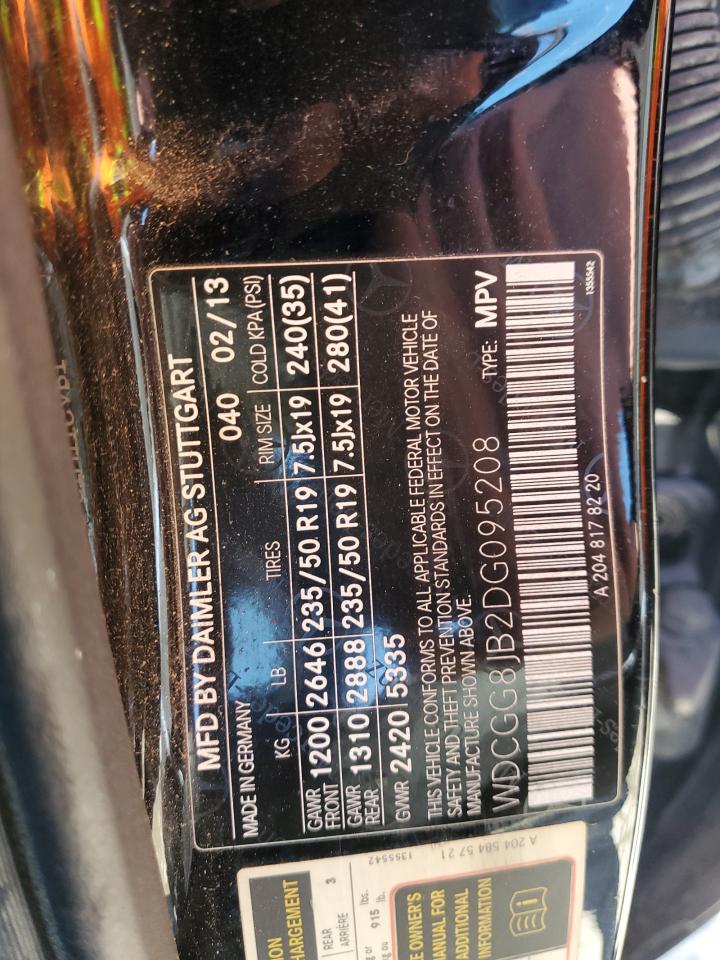 MFD BY DAIMLER AG STUTTGART
MADE IN GERMANY 040 02/13
KG LB TIRES RIM SIZE COLD KPA(PSI)
GAWR FRONT 1200 2646 235/50 R19 7.5Jx19 240(35)
GAWR REAR 1310 2888 235/50 R19 7.5Jx19 280(41)
GVWR 2420 5335
THIS VEHICLE CONFORMS TO ALL APPLICABLE FEDERAL MOTOR VEHICLE
SAFETY AND THEFT PREVENTION STANDARDS IN EFFECT ON THE DATE OF
MANUFACTURE SHOWN ABOVE.
WDCGG8JB2DG095208 TYPE: MPV
A 204 817 82 20
1355542
A 204 584 57 21
1355542
HARGEMENT
REAR 3
ARRIÈRE
915 lbs.
lb.
OWNER'S
MANUAL FOR
ADDITIONAL
INFORMATION